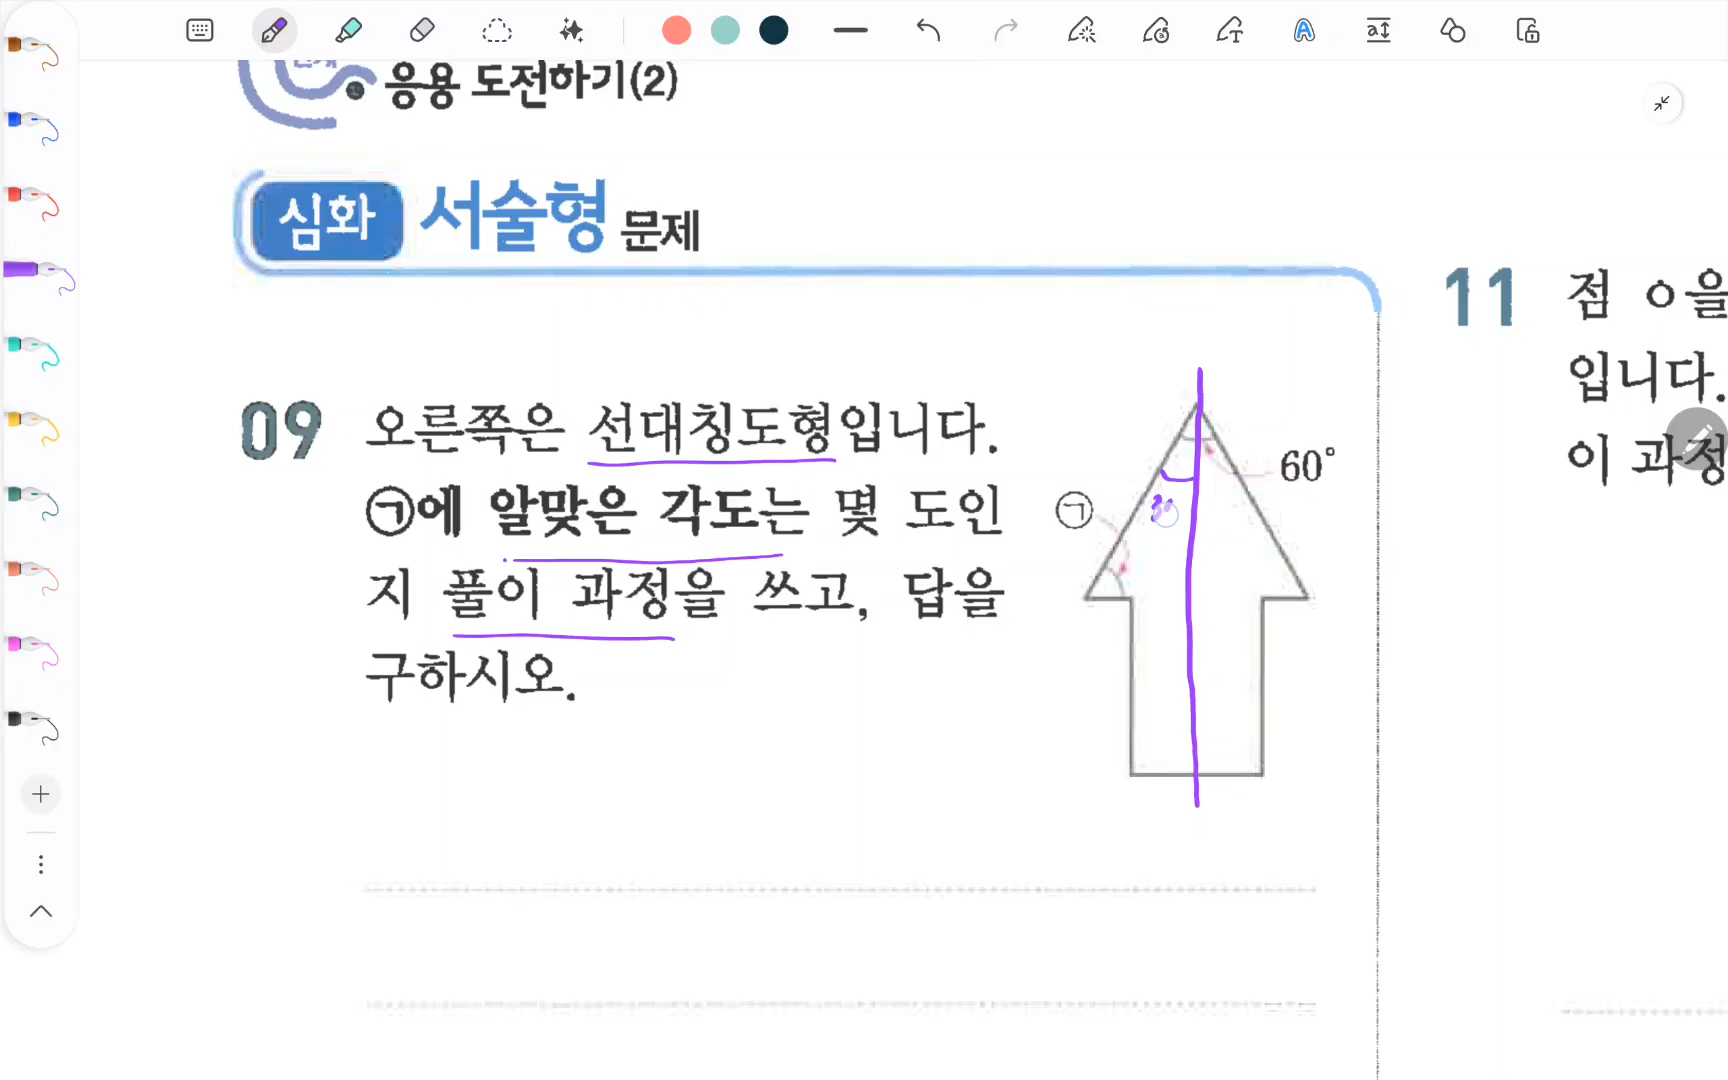 응용 도전하기(2)
심화 서술형 문제
09 오른쪽은 선대칭도형입니다.
㉠에 알맞은 각도는 몇 도인
지 풀이 과정을 쓰고, 답을
구하시오.
60°
㉠
30
11 점 ㅇ을
입니다.
이 과정